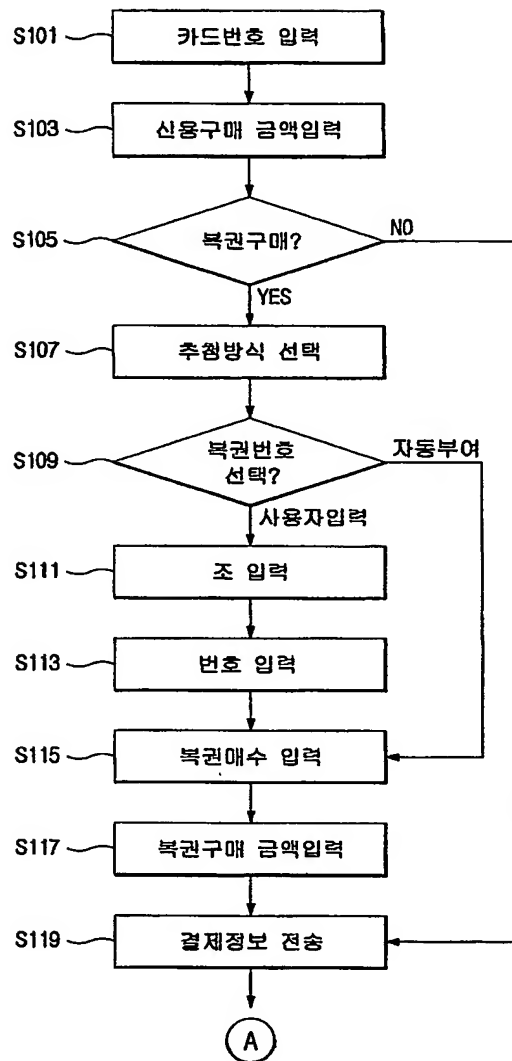 S101
카드번호 입력
S103
신용구매 금액입력
S105
복권구매?
NO
YES
S107
추첨방식 선택
S109
복권번호
선택?
자동부여
사용자입력
S111
조 입력
S113
번호 입력
S115
복권매수 입력
S117
복권구매 금액입력
S119
결제정보 전송
A